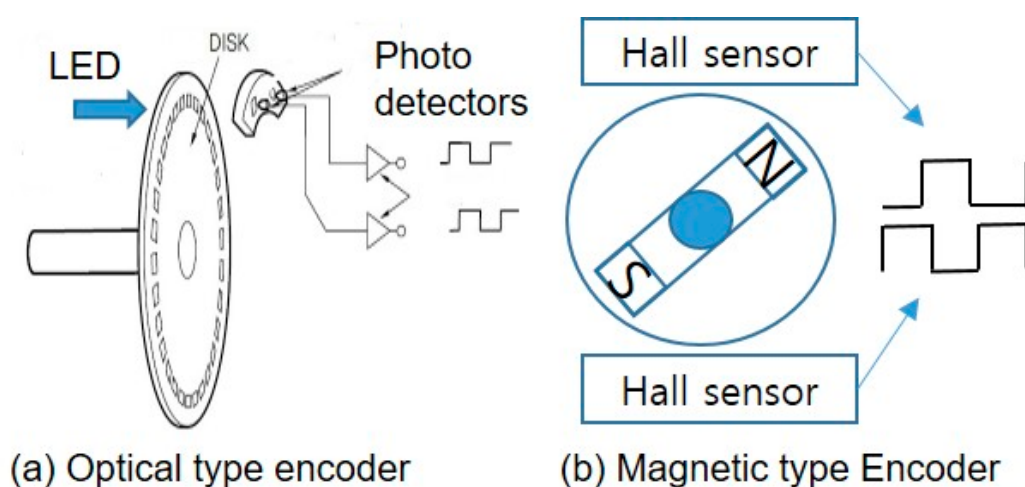 LED
DISK
Photo
detectors
(a) Optical type encoder
Hall sensor
N
S
Hall sensor
(b) Magnetic type Encoder